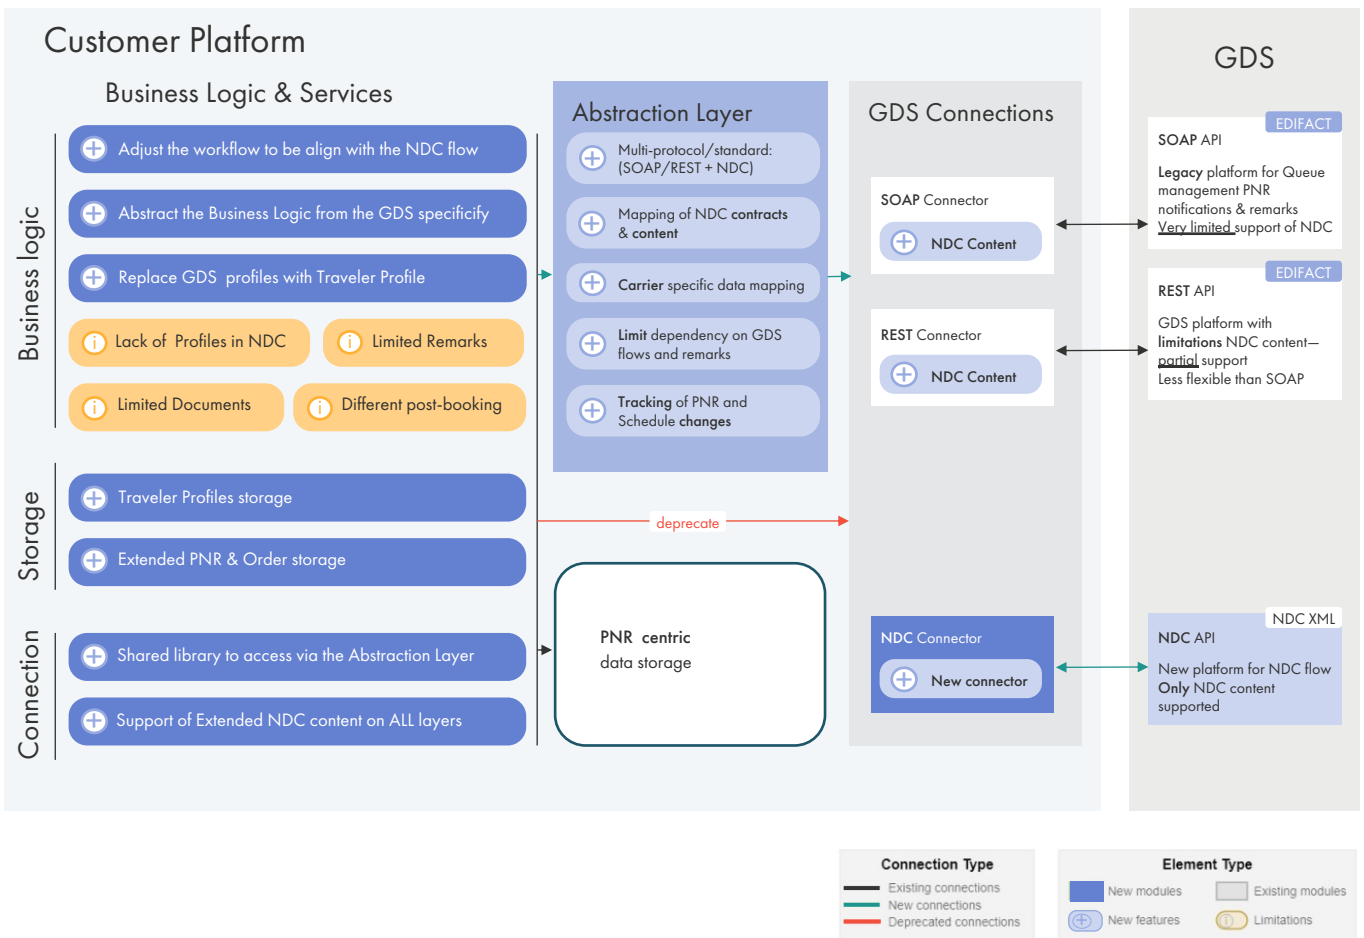 Customer Platform
Business Logic & Services
Business logic
Adjust the workflow to be align with the NDC flow
Abstract the Business Logic from the GDS specificify
Replace GDS profiles with Traveler Profile
Lack of Profiles in NDC
Limited Remarks
Limited Documents
Different post-booking
Storage
Traveler Profiles storage
Extended PNR & Order storage
Connection
Shared library to access via the Abstraction Layer
Support of Extended NDC content on ALL layers
Abstraction Layer
Multi-protocol/standard:
(SOAP/REST + NDC)
Mapping of NDC contracts
& content
Carrier specific data mapping
Limit dependency on GDS
flows and remarks
Tracking of PNR and
Schedule changes
deprecate
PNR centric
data storage
GDS Connections
SOAP Connector
NDC Content
REST Connector
NDC Content
NDC Connector
New connector
GDS
EDIFACT
SOAP API
Legacy platform for Queue
management PNR
notifications & remarks
Very limited support of NDC
EDIFACT
REST API
GDS platform with
limitations NDC content—
partial support
Less flexible than SOAP
NDC XML
NDC API
New platform for NDC flow
Only NDC content
supported
Connection Type
Existing connections
New connections
Deprecated connections
Element Type
New modules
Existing modules
New features
Limitations